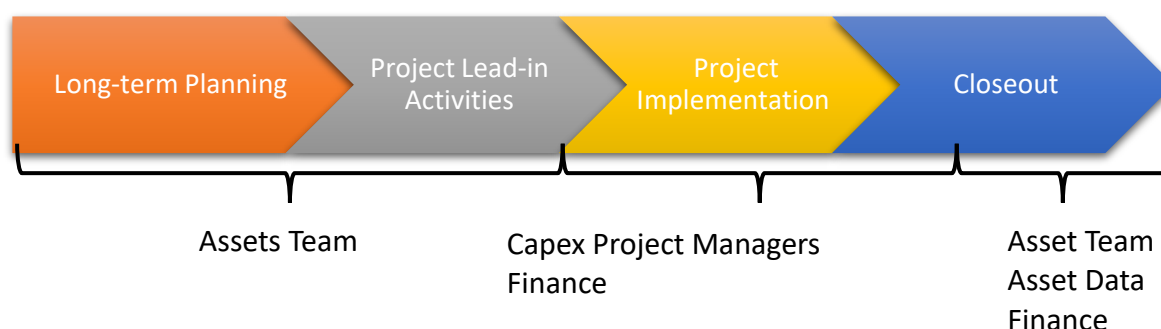 Long-term Planning
Project Lead-in
Activities
Project
Implementation
Closeout
Assets Team
Capex Project Managers
Finance
Asset Team
Asset Data
Finance